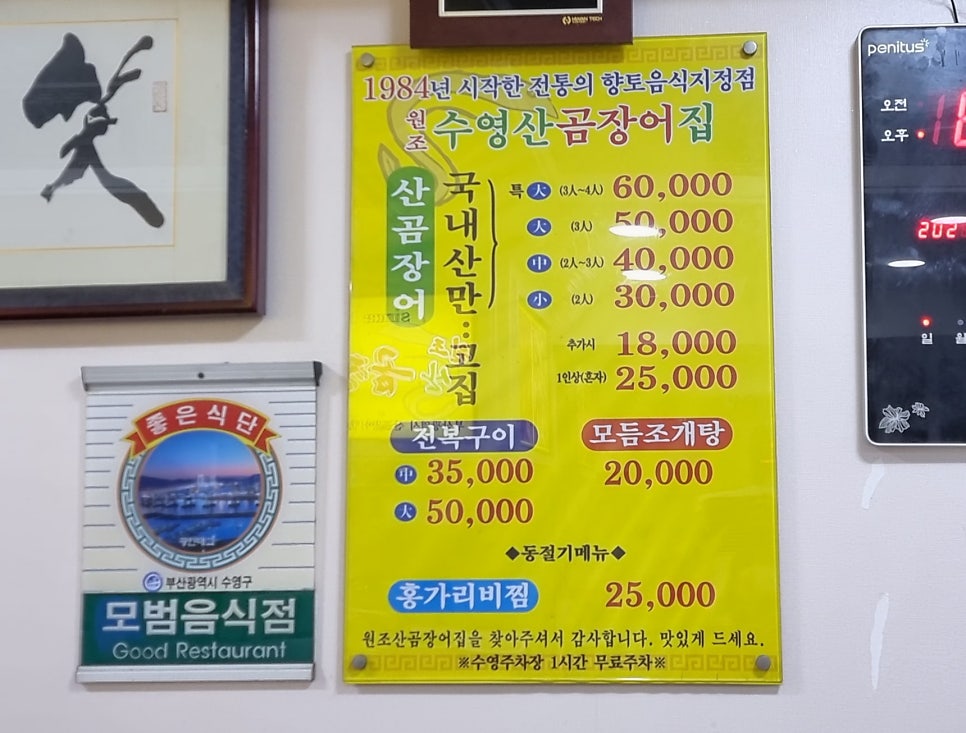 笑
HANIN TECH
1984년 시작한 전통의 향토음식지정점
원조 수영산곰장어집
산곰장어
국내산만…고집
특 大 (3人~4人) 60,000
大 (3人) 50,000
中 (2人~3人) 40,000
小 (2人) 30,000
추가시 18,000
1인상(혼자) 25,000
전복구이
中 35,000
大 50,000
모듬조개탕
20,000
◆동절기메뉴◆
홍가리비찜 25,000
원조산곰장어집을 찾아주셔서 감사합니다. 맛있게 드세요.
※수영주차장 1시간 무료주차※
좋은식단
부산광역시 수영구
모범음식점
Good Restaurant
penitus
오전
오후
202
일 월